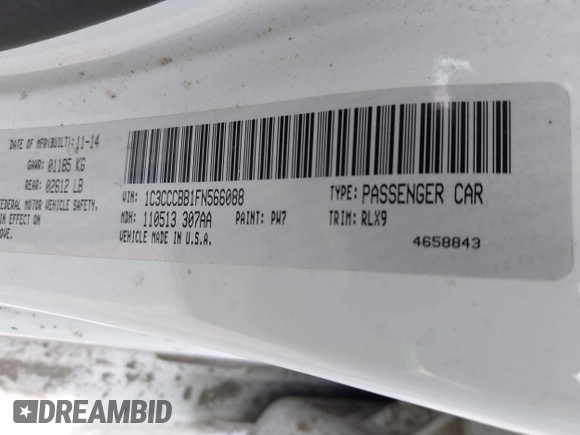 DATE OF MFR(BUILT):11-14
GAWR: 01185 KG
REAR: 02612 LB
FEDERAL MOTOR VEHICLE SAFETY,
IN EFFECT ON
VIN: 1C3CCCBB1FN566088
TYPE: PASSENGER CAR
MDH: 110513 307AA
PAINT: PW7
TRIM: RLX9
VEHICLE MADE IN U.S.A.
4658843
DREAMBID